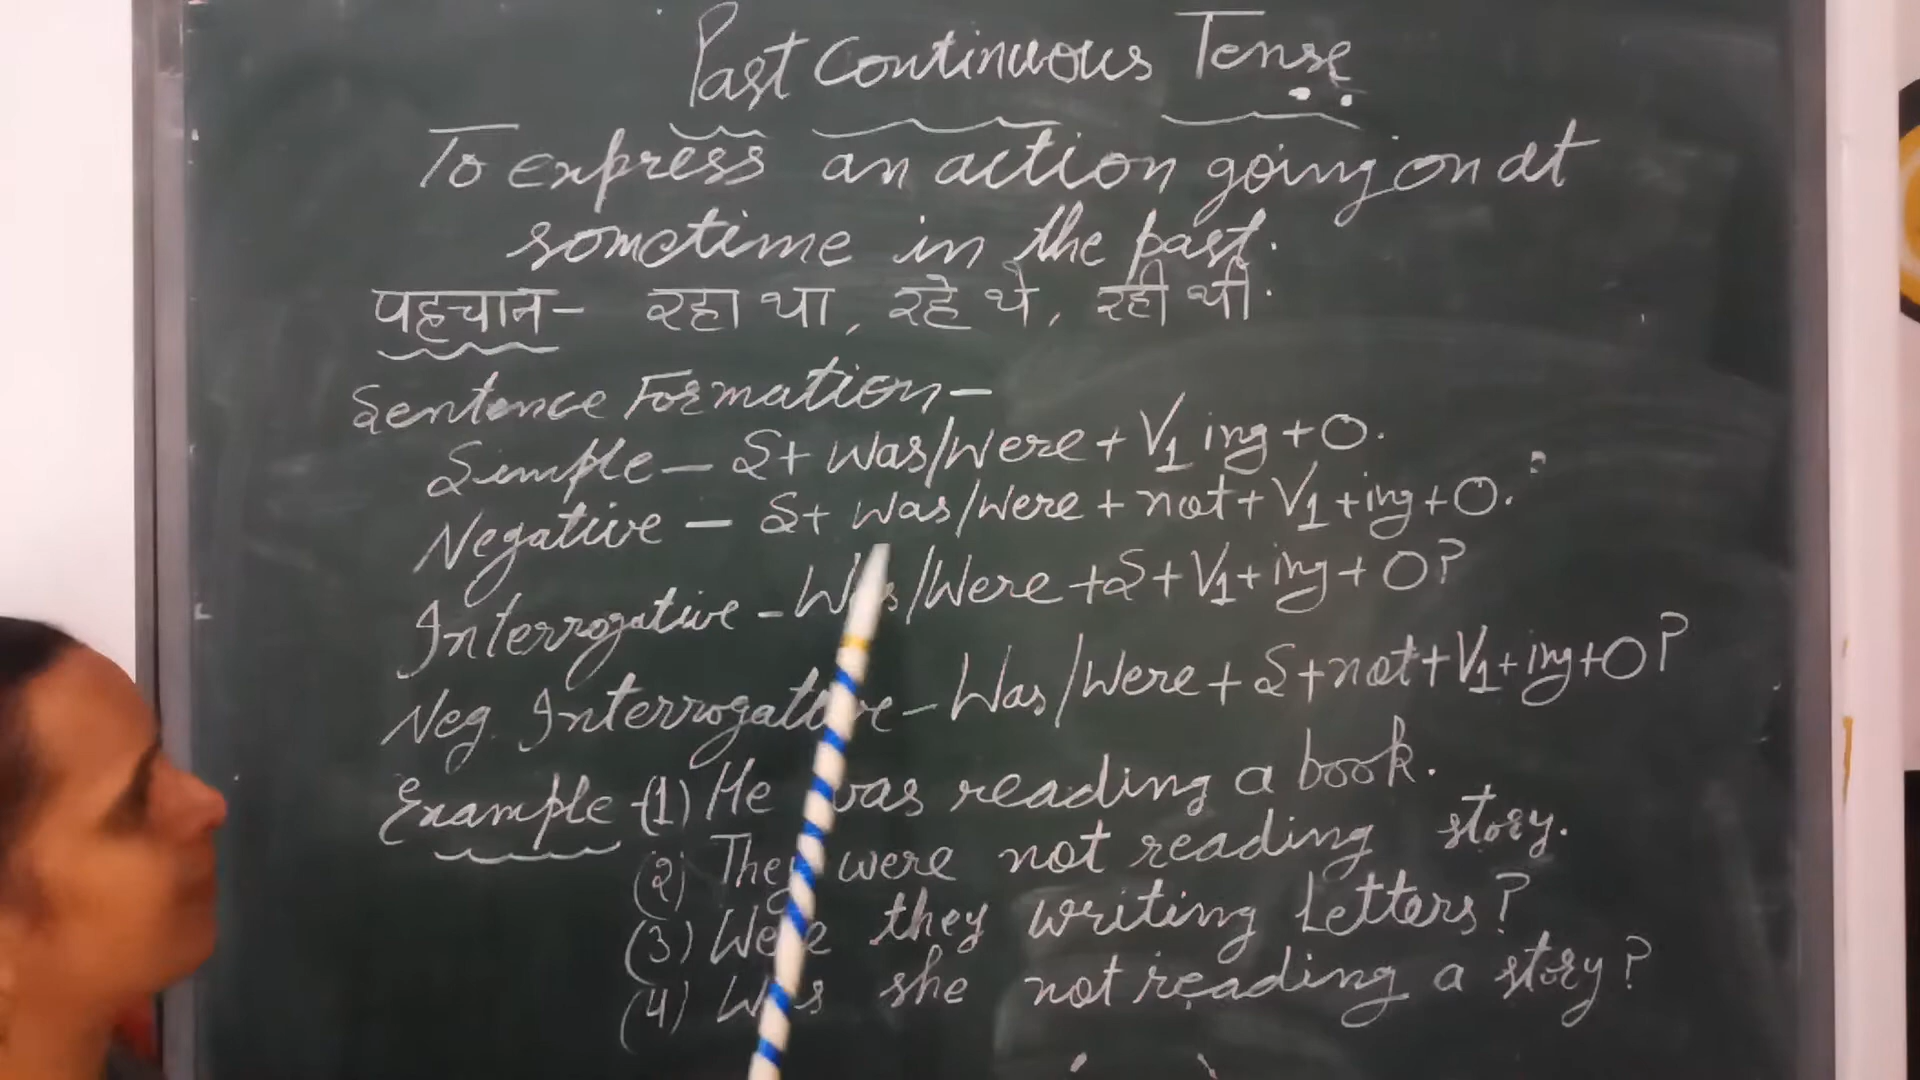 Past Continuous Tense
To express an action going on at
sometime in the past.
पहचान- रहा था, रहे थे, रही थी.
Sentence Formation-
Simple- S+ was/were + V1 ing + O.
Negative - S+ was/were + not + V1 + ing + O.
Interrogative - Was/Were + S + V1 + ing + O?
Neg. Interrogative - Was/Were + S + not + V1 + ing + O?
Example -(1) He was reading a book.
(2) They were not reading story.
(3) Were they writing Letters?
(4) Was she not reading a story?